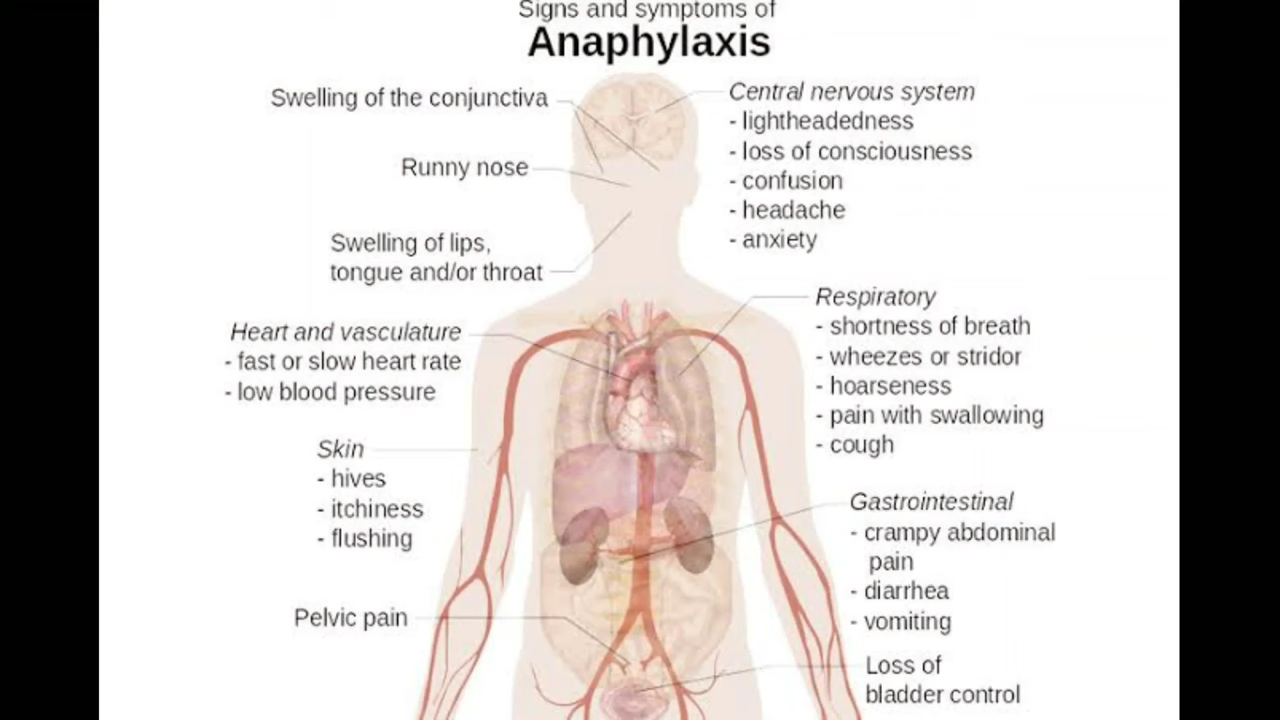 Signs and symptoms of
Anaphylaxis
Swelling of the conjunctiva
Runny nose
Swelling of lips,
tongue and/or throat
Heart and vasculature
- fast or slow heart rate
- low blood pressure
Skin
- hives
- itchiness
- flushing
Pelvic pain
Central nervous system
- lightheadedness
- loss of consciousness
- confusion
- headache
- anxiety
Respiratory
- shortness of breath
- wheezes or stridor
- hoarseness
- pain with swallowing
- cough
Gastrointestinal
- crampy abdominal
pain
- diarrhea
- vomiting
Loss of
bladder control